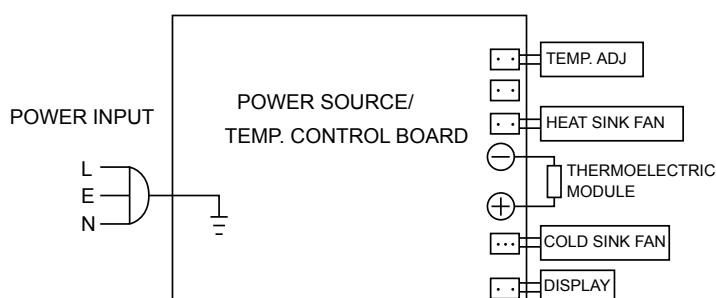 POWER INPUT
L
E
N
POWER SOURCE/
TEMP. CONTROL BOARD
TEMP. ADJ
HEAT SINK FAN
THERMOELECTRIC
MODULE
COLD SINK FAN
DISPLAY